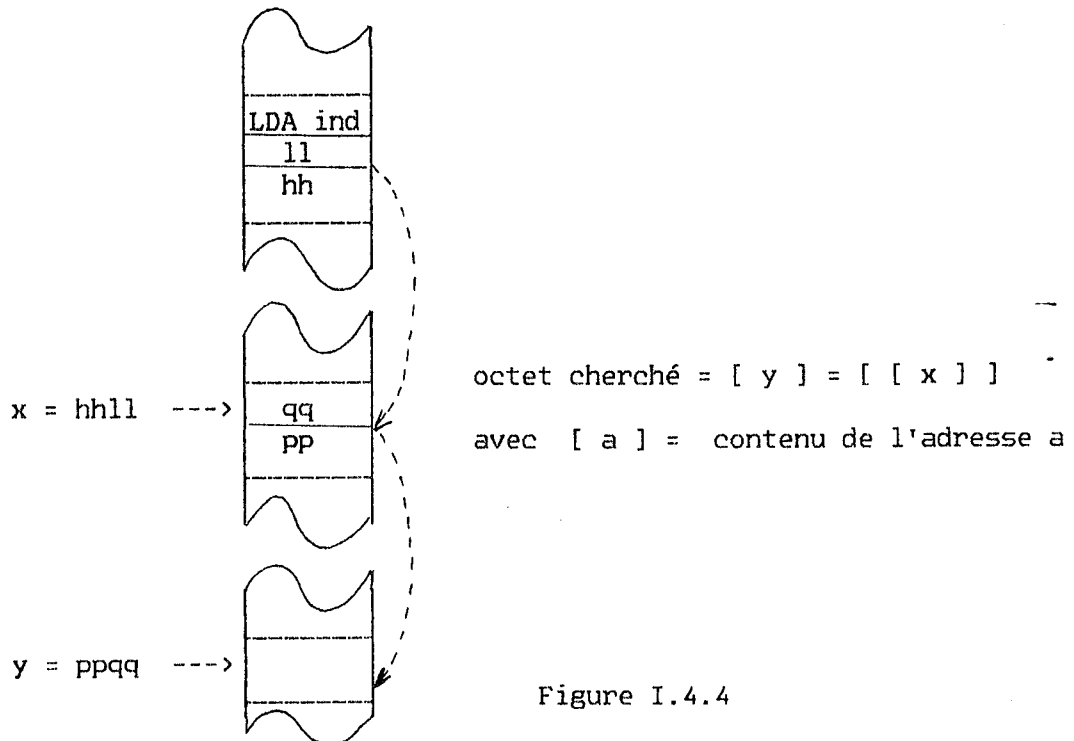 LDA ind
ll
hh
x = hhll --->
qq
pp
octet cherché = [ y ] = [ [ x ] ]
avec [ a ] = contenu de l'adresse a
y = ppqq --->
Figure I.4.4